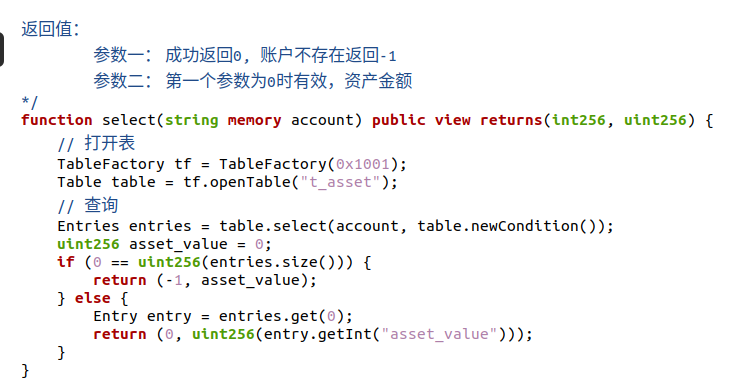 返回值：
参数一： 成功返回0, 账户不存在返回-1
参数二： 第一个参数为0时有效，资产金额
*/
function select(string memory account) public view returns(int256, uint256) {
// 打开表
TableFactory tf = TableFactory(0x1001);
Table table = tf.openTable("t_asset");
// 查询
Entries entries = table.select(account, table.newCondition());
uint256 asset_value = 0;
if (0 == uint256(entries.size())) {
return (-1, asset_value);
} else {
Entry entry = entries.get(0);
return (0, uint256(entry.getInt("asset_value")));
}
}